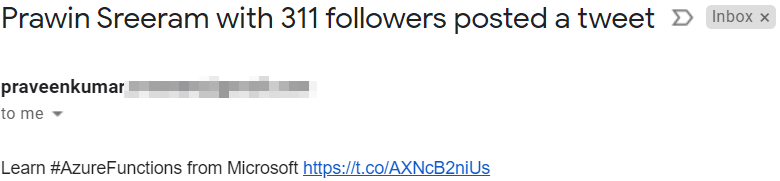 Prawin Sreeram with 311 followers posted a tweet Inbox ×
praveenkumar
to me
Learn #AzureFunctions from Microsoft https://t.co/AXNcB2niUs